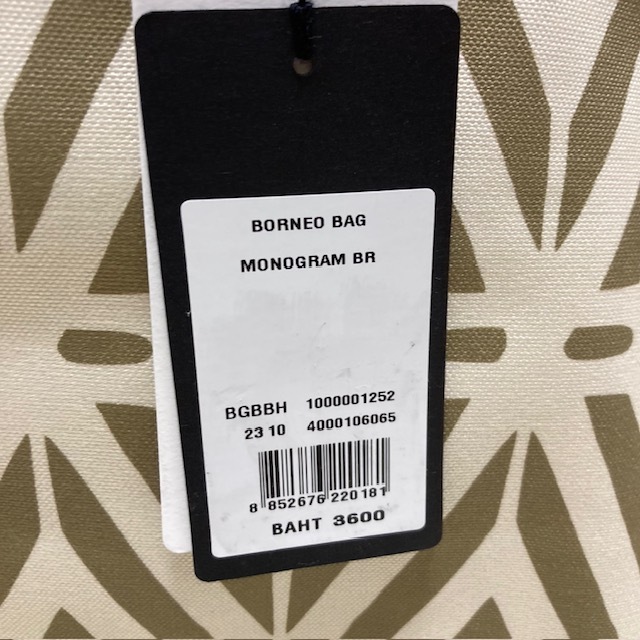 BORNEO BAG
MONOGRAM BR
BGBBH 1000001252
23 10 4000106065
8 852676 220181
BAHT 3600